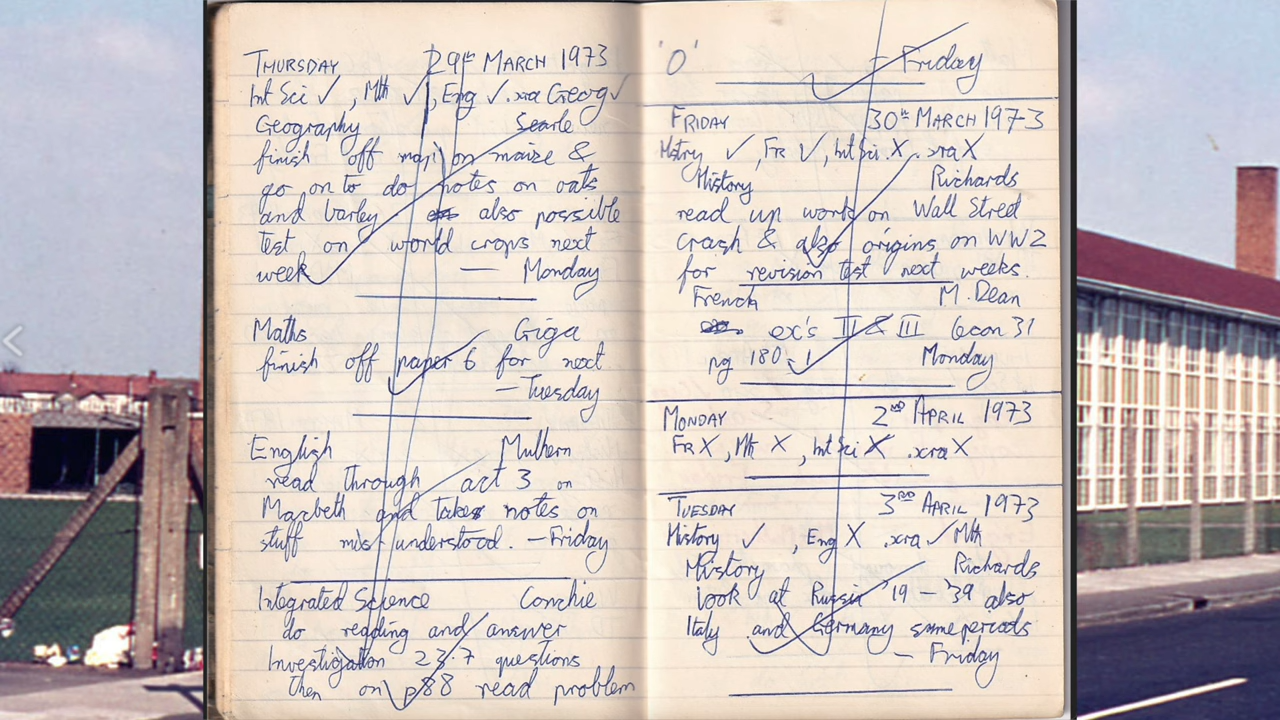 THURSDAY 29th MARCH 1973
Int Sci ✓, Mth ✓, Eng ✓. xra Georg ✓
Geography Searle
finish off map on maize &
go on to do notes on oats
and barley also possible
test on world crops next
week — Monday
Maths Giga
finish off paper 6 for next
— Tuesday
English Mulhern
read through act 3 on
Macbeth and takes notes on
stuff misunderstood. — Friday
Integrated Science Conchie
do reading and answer
Investigation 23.7 questions
then on p88 read problem
'O' — Friday
FRIDAY 30th MARCH 1973
Histry ✓, Fr ✓, Int Sci. X. xra X
History Richards
read up work on Wall Street
crash & also origins on WW2
for revision test next weeks.
French M. Dean
ex's II & III 6 on 31
pg 180-1 Monday
MONDAY 2ND APRIL 1973
Fr X, Mth X, Int Sci X .xra X
TUESDAY 3RD APRIL 1973
History ✓, Eng X .xra ✓ Mth
History Richards
look at Russia '19 - '39 also
Italy and Germany same periods
— Friday